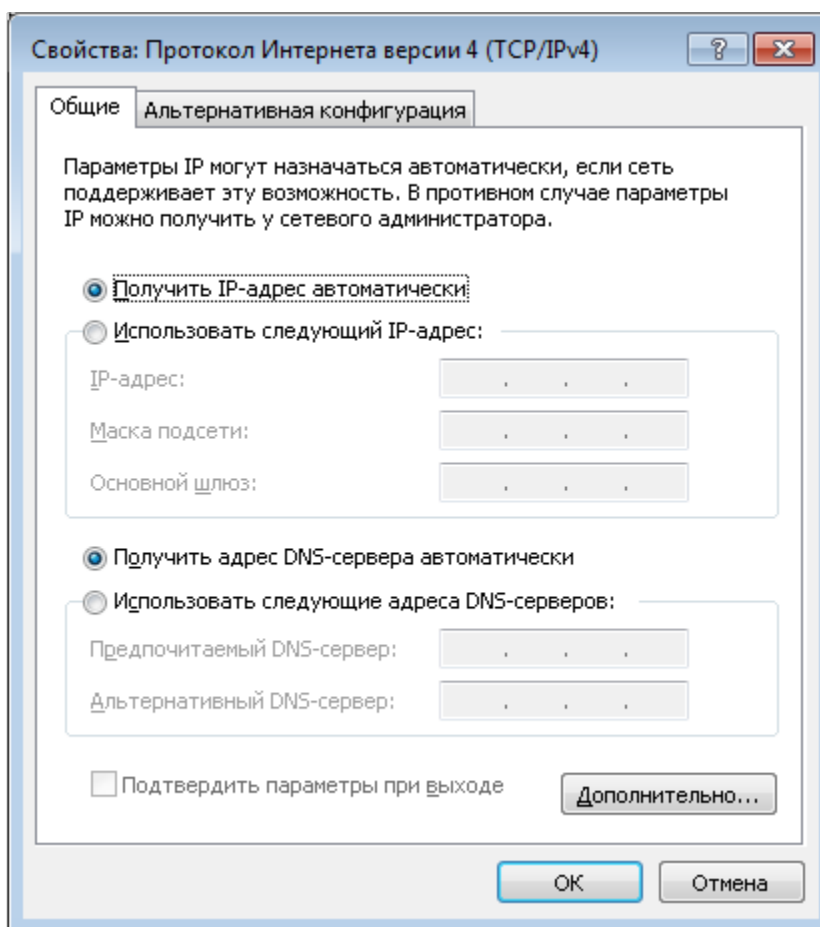 Свойства: Протокол Интернета версии 4 (TCP/IPv4)
Общие
Альтернативная конфигурация
Параметры IP могут назначаться автоматически, если сеть
поддерживает эту возможность. В противном случае параметры
IP можно получить у сетевого администратора.
Получить IP-адрес автоматически
Использовать следующий IP-адрес:
IP-адрес:
Маска подсети:
Основной шлюз:
Получить адрес DNS-сервера автоматически
Использовать следующие адреса DNS-серверов:
Предпочитаемый DNS-сервер:
Альтернативный DNS-сервер:
Подтвердить параметры при выходе
Дополнительно...
ОК
Отмена